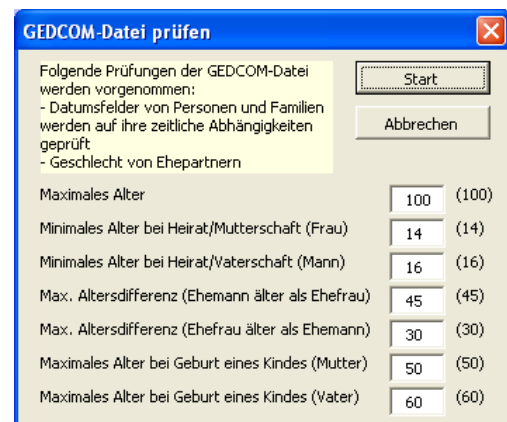 GEDCOM-Datei prüfen
Folgende Prüfungen der GEDCOM-Datei
werden vorgenommen:
- Datumsfelder von Personen und Familien
werden auf ihre zeitliche Abhängigkeiten
geprüft
- Geschlecht von Ehepartnern
Start
Abbrechen
Maximales Alter 100 (100)
Minimales Alter bei Heirat/Mutterschaft (Frau) 14 (14)
Minimales Alter bei Heirat/Vaterschaft (Mann) 16 (16)
Max. Altersdifferenz (Ehemann älter als Ehefrau) 45 (45)
Max. Altersdifferenz (Ehefrau älter als Ehemann) 30 (30)
Maximales Alter bei Geburt eines Kindes (Mutter) 50 (50)
Maximales Alter bei Geburt eines Kindes (Vater) 60 (60)